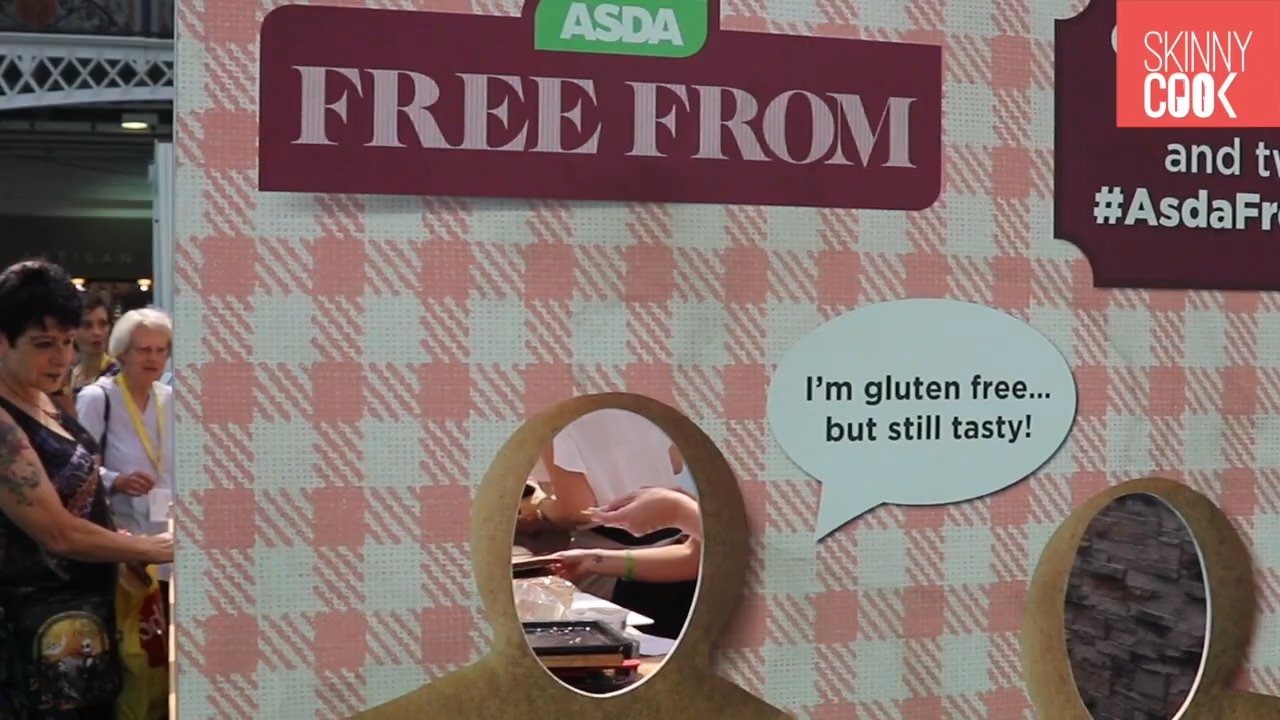 ASDA
FREE FROM
SKINNY
COOK
and tw
#AsdaFre
I'm gluten free...
but still tasty!